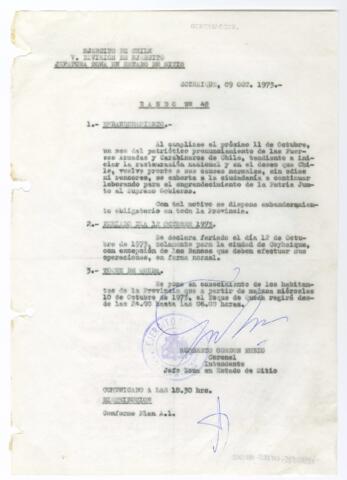 EJERCITO DE CHILE
V. DIVISION DE EJERCITO
JEFATURA ZONA EN ESTADO DE SITIO
COYHAIQUE, 09 OCT. 1973.-
B A N D O Nº 48
1.- EMBANDERAMIENTO.
Al cumplirse el próximo 11 de Octubre,
un mes del patriótico pronunciamiento de las Fuer-
zas Armadas y Carabineros de Chile, tendiente a ini-
ciar la restauración nacional y en el deseo que Chi-
le, vuelva pronto a sus cauces normales, sin odios
ni rencores, se exhorta a la ciudadanía a continuar
laborando para el engrandecimiento de la Patria Jun-
to al Supremo Gobierno.
Con tal motivo se dispone embanderamien-
to obligatorio en toda la Provincia.
2.- FERIADO DIA 12 OCTUBRE 1973.
Se declara feriado el día 12 de Octu-
bre de 1973, solamente para la ciudad de Coyhaique,
con excepción de los Bancos que deben efectuar sus
operaciones, en forma normal.
3.- TOQUE DE QUEDA.
Se pone en conocimiento de los habitan-
tes de la Provincia que a partir de mañana miércoles
10 de Octubre de 1973, el Toque de Queda regirá des-
de las 24.00 hasta las 06.00 horas.
HUMBERTO GORDON RUBIO
Coronel
Intendente
Jefe Zona en Estado de Sitio
COMUNICADO A LAS 18.30 hrs.
DISTRIBUCION
Conforme Plan A.1.